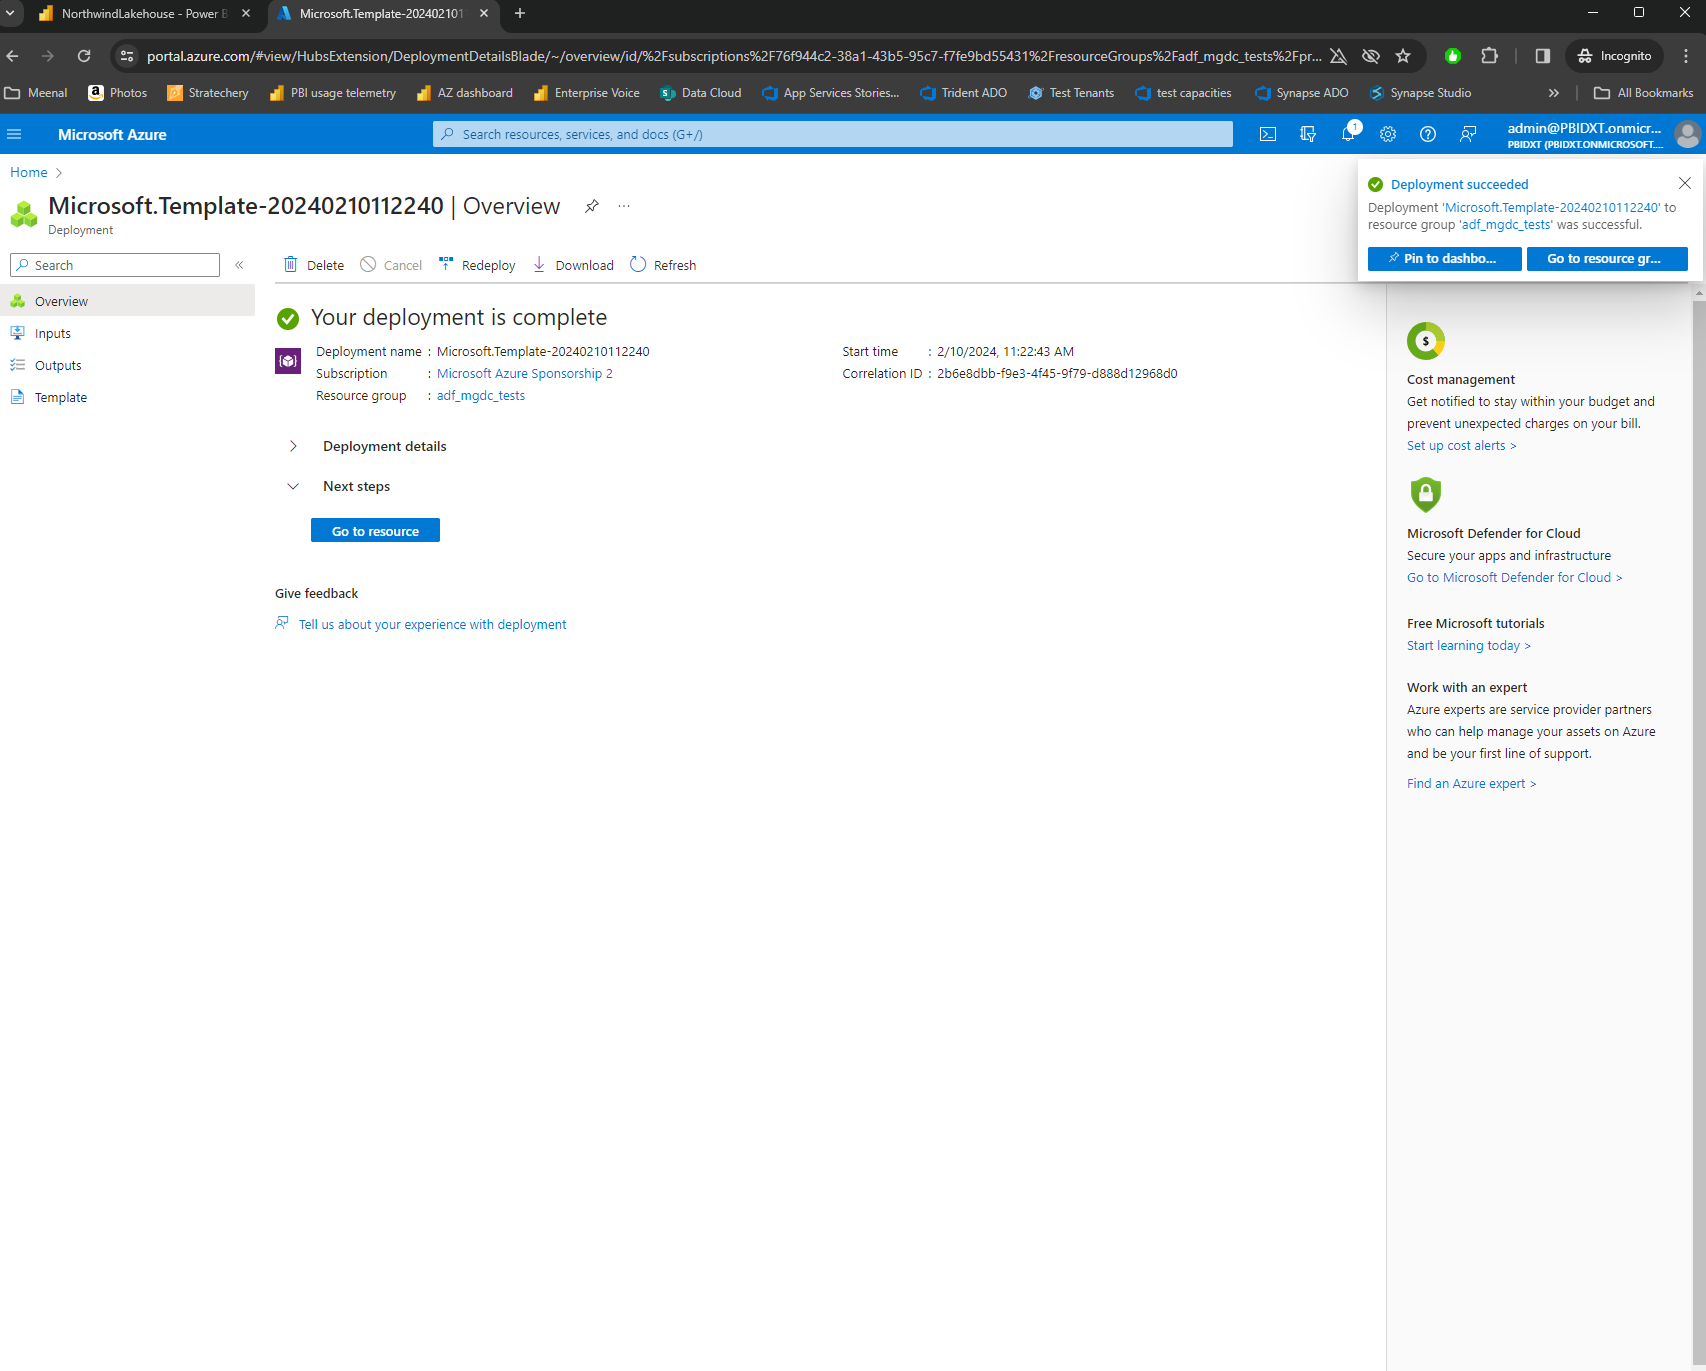 NorthwindLakehouse - Power B
Microsoft.Template-202402101
portal.azure.com/#view/HubsExtension/DeploymentDetailsBlade/~/overview/id/%2Fsubscriptions%2F76f944c2-38a1-43b5-95c7-f7fe9bd55431%2FresourceGroups%2Fadf_mgdc_tests%2Fpr...
Incognito
Meenal
Photos
Stratechery
PBI usage telemetry
AZ dashboard
Enterprise Voice
Data Cloud
App Services Stories...
Trident ADO
Test Tenants
test capacities
Synapse ADO
Synapse Studio
»
All Bookmarks
Microsoft Azure
Search resources, services, and docs (G+/)
1
admin@PBIDXT.onmicr...
PBIDXT (PBIDXT.ONMICROSOFT....
Home >
Microsoft.Template-20240210112240 | Overview
...
Deployment
Deployment succeeded
Deployment 'Microsoft.Template-20240210112240' to
resource group 'adf_mgdc_tests' was successful.
Pin to dashbo...
Go to resource gr...
Search
«
Delete
Cancel
Redeploy
Download
Refresh
Overview
Inputs
Outputs
Template
Your deployment is complete
Deployment name : Microsoft.Template-20240210112240
Subscription : Microsoft Azure Sponsorship 2
Resource group : adf_mgdc_tests
Start time : 2/10/2024, 11:22:43 AM
Correlation ID : 2b6e8dbb-f9e3-4f45-9f79-d888d12968d0
Deployment details
Next steps
Go to resource
Give feedback
Tell us about your experience with deployment
$
Cost management
Get notified to stay within your budget and
prevent unexpected charges on your bill.
Set up cost alerts >
Microsoft Defender for Cloud
Secure your apps and infrastructure
Go to Microsoft Defender for Cloud >
Free Microsoft tutorials
Start learning today >
Work with an expert
Azure experts are service provider partners
who can help manage your assets on Azure
and be your first line of support.
Find an Azure expert >